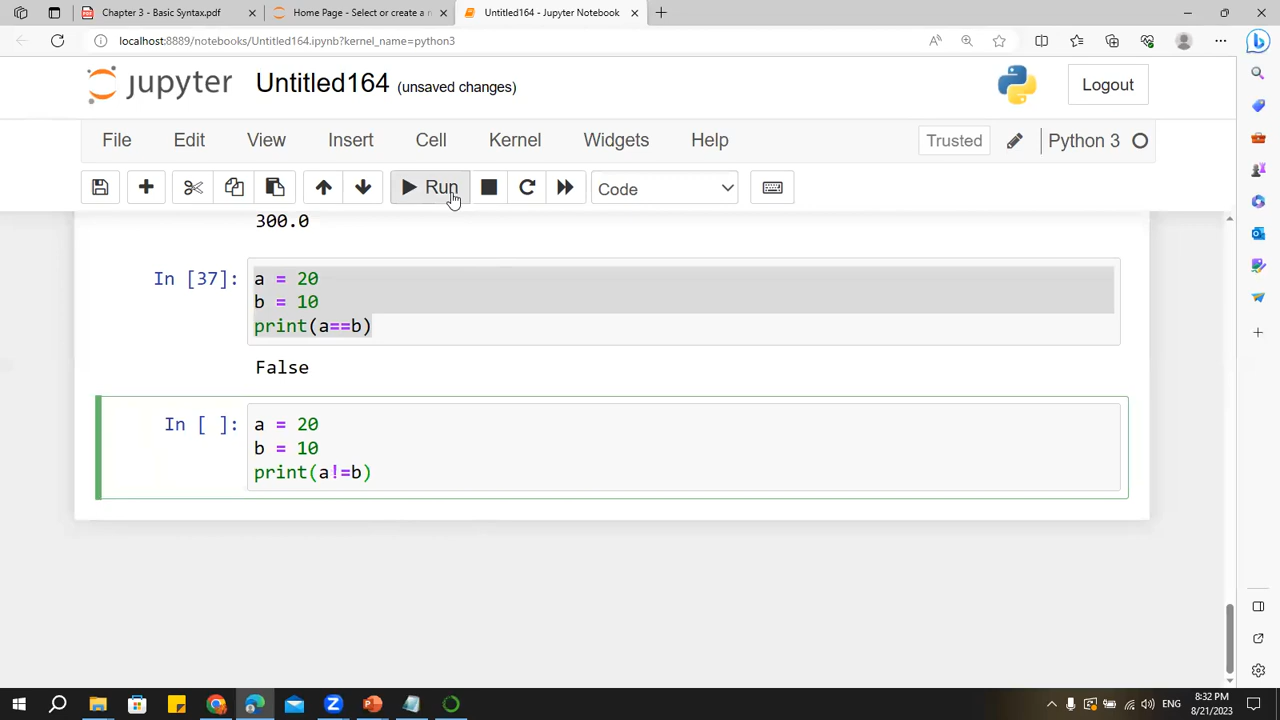 Chapter 3 - Basic Syntax.pdf
Home Page - Select or create a n
Untitled164 - Jupyter Notebook
localhost:8889/notebooks/Untitled164.ipynb?kernel_name=python3
jupyter Untitled164 (unsaved changes)
Logout
File Edit View Insert Cell Kernel Widgets Help
Trusted
Python 3
Run
Code
300.0
In [37]: a = 20
b = 10
print(a==b)
False
In [ ]: a = 20
b = 10
print(a!=b)
ENG
8:32 PM
8/21/2023